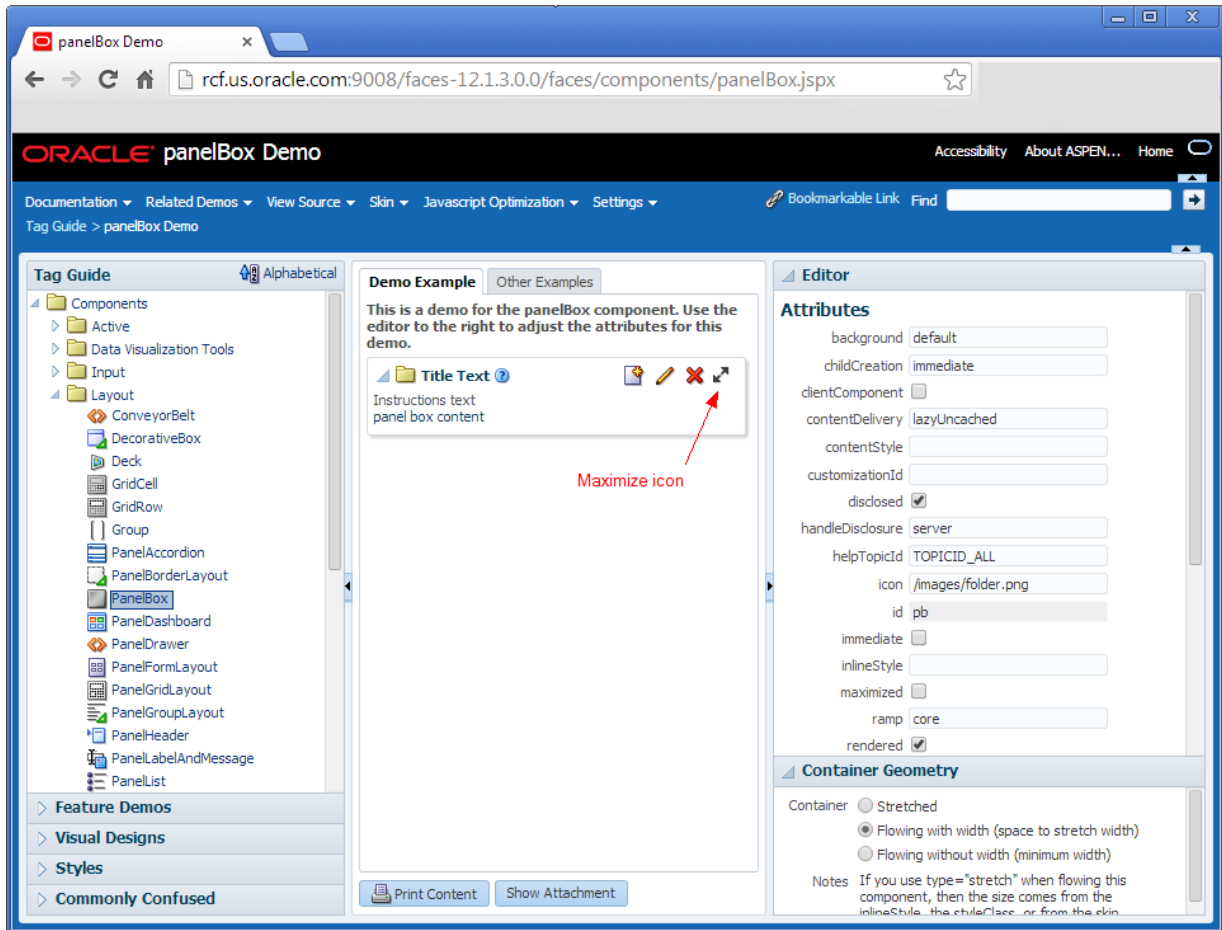 panelBox Demo
rcf.us.oracle.com:9008/faces-12.1.3.0.0/faces/components/panelBox.jspx
ORACLE panelBox Demo
Accessibility About ASPEN... Home
Documentation Related Demos View Source Skin Javascript Optimization Settings
Bookmarkable Link Find
Tag Guide > panelBox Demo
Tag Guide
Alphabetical
Components
Active
Data Visualization Tools
Input
Layout
ConveyorBelt
DecorativeBox
Deck
GridCell
GridRow
Group
PanelAccordion
PanelBorderLayout
PanelBox
PanelDashboard
PanelDrawer
PanelFormLayout
PanelGridLayout
PanelGroupLayout
PanelHeader
PanelLabelAndMessage
PanelList
Feature Demos
Visual Designs
Styles
Commonly Confused
Demo Example Other Examples
This is a demo for the panelBox component. Use the
editor to the right to adjust the attributes for this
demo.
Title Text
Instructions text
panel box content
Maximize icon
Print Content Show Attachment
Editor
Attributes
background default
childCreation immediate
clientComponent
contentDelivery lazyUncached
contentStyle
customizationId
disclosed
handleDisclosure server
helpTopicId TOPICID_ALL
icon /images/folder.png
id pb
immediate
inlineStyle
maximized
ramp core
rendered
Container Geometry
Container Stretched
Flowing with width (space to stretch width)
Flowing without width (minimum width)
Notes If you use type="stretch" when flowing this
component, then the size comes from the
inlineStyle, the styleClass, or from the skin